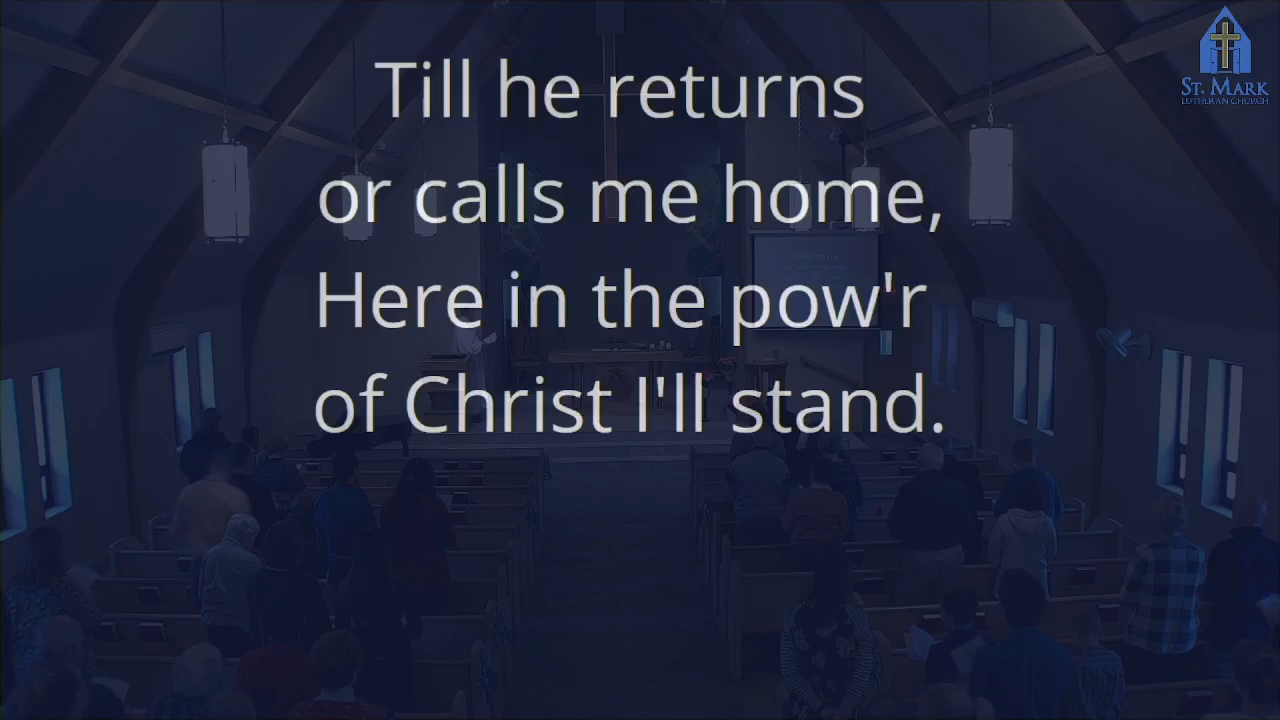 Till he returns
or calls me home,
Here in the pow'r
of Christ I'll stand.
ST. MARK
LUTHERAN CHURCH